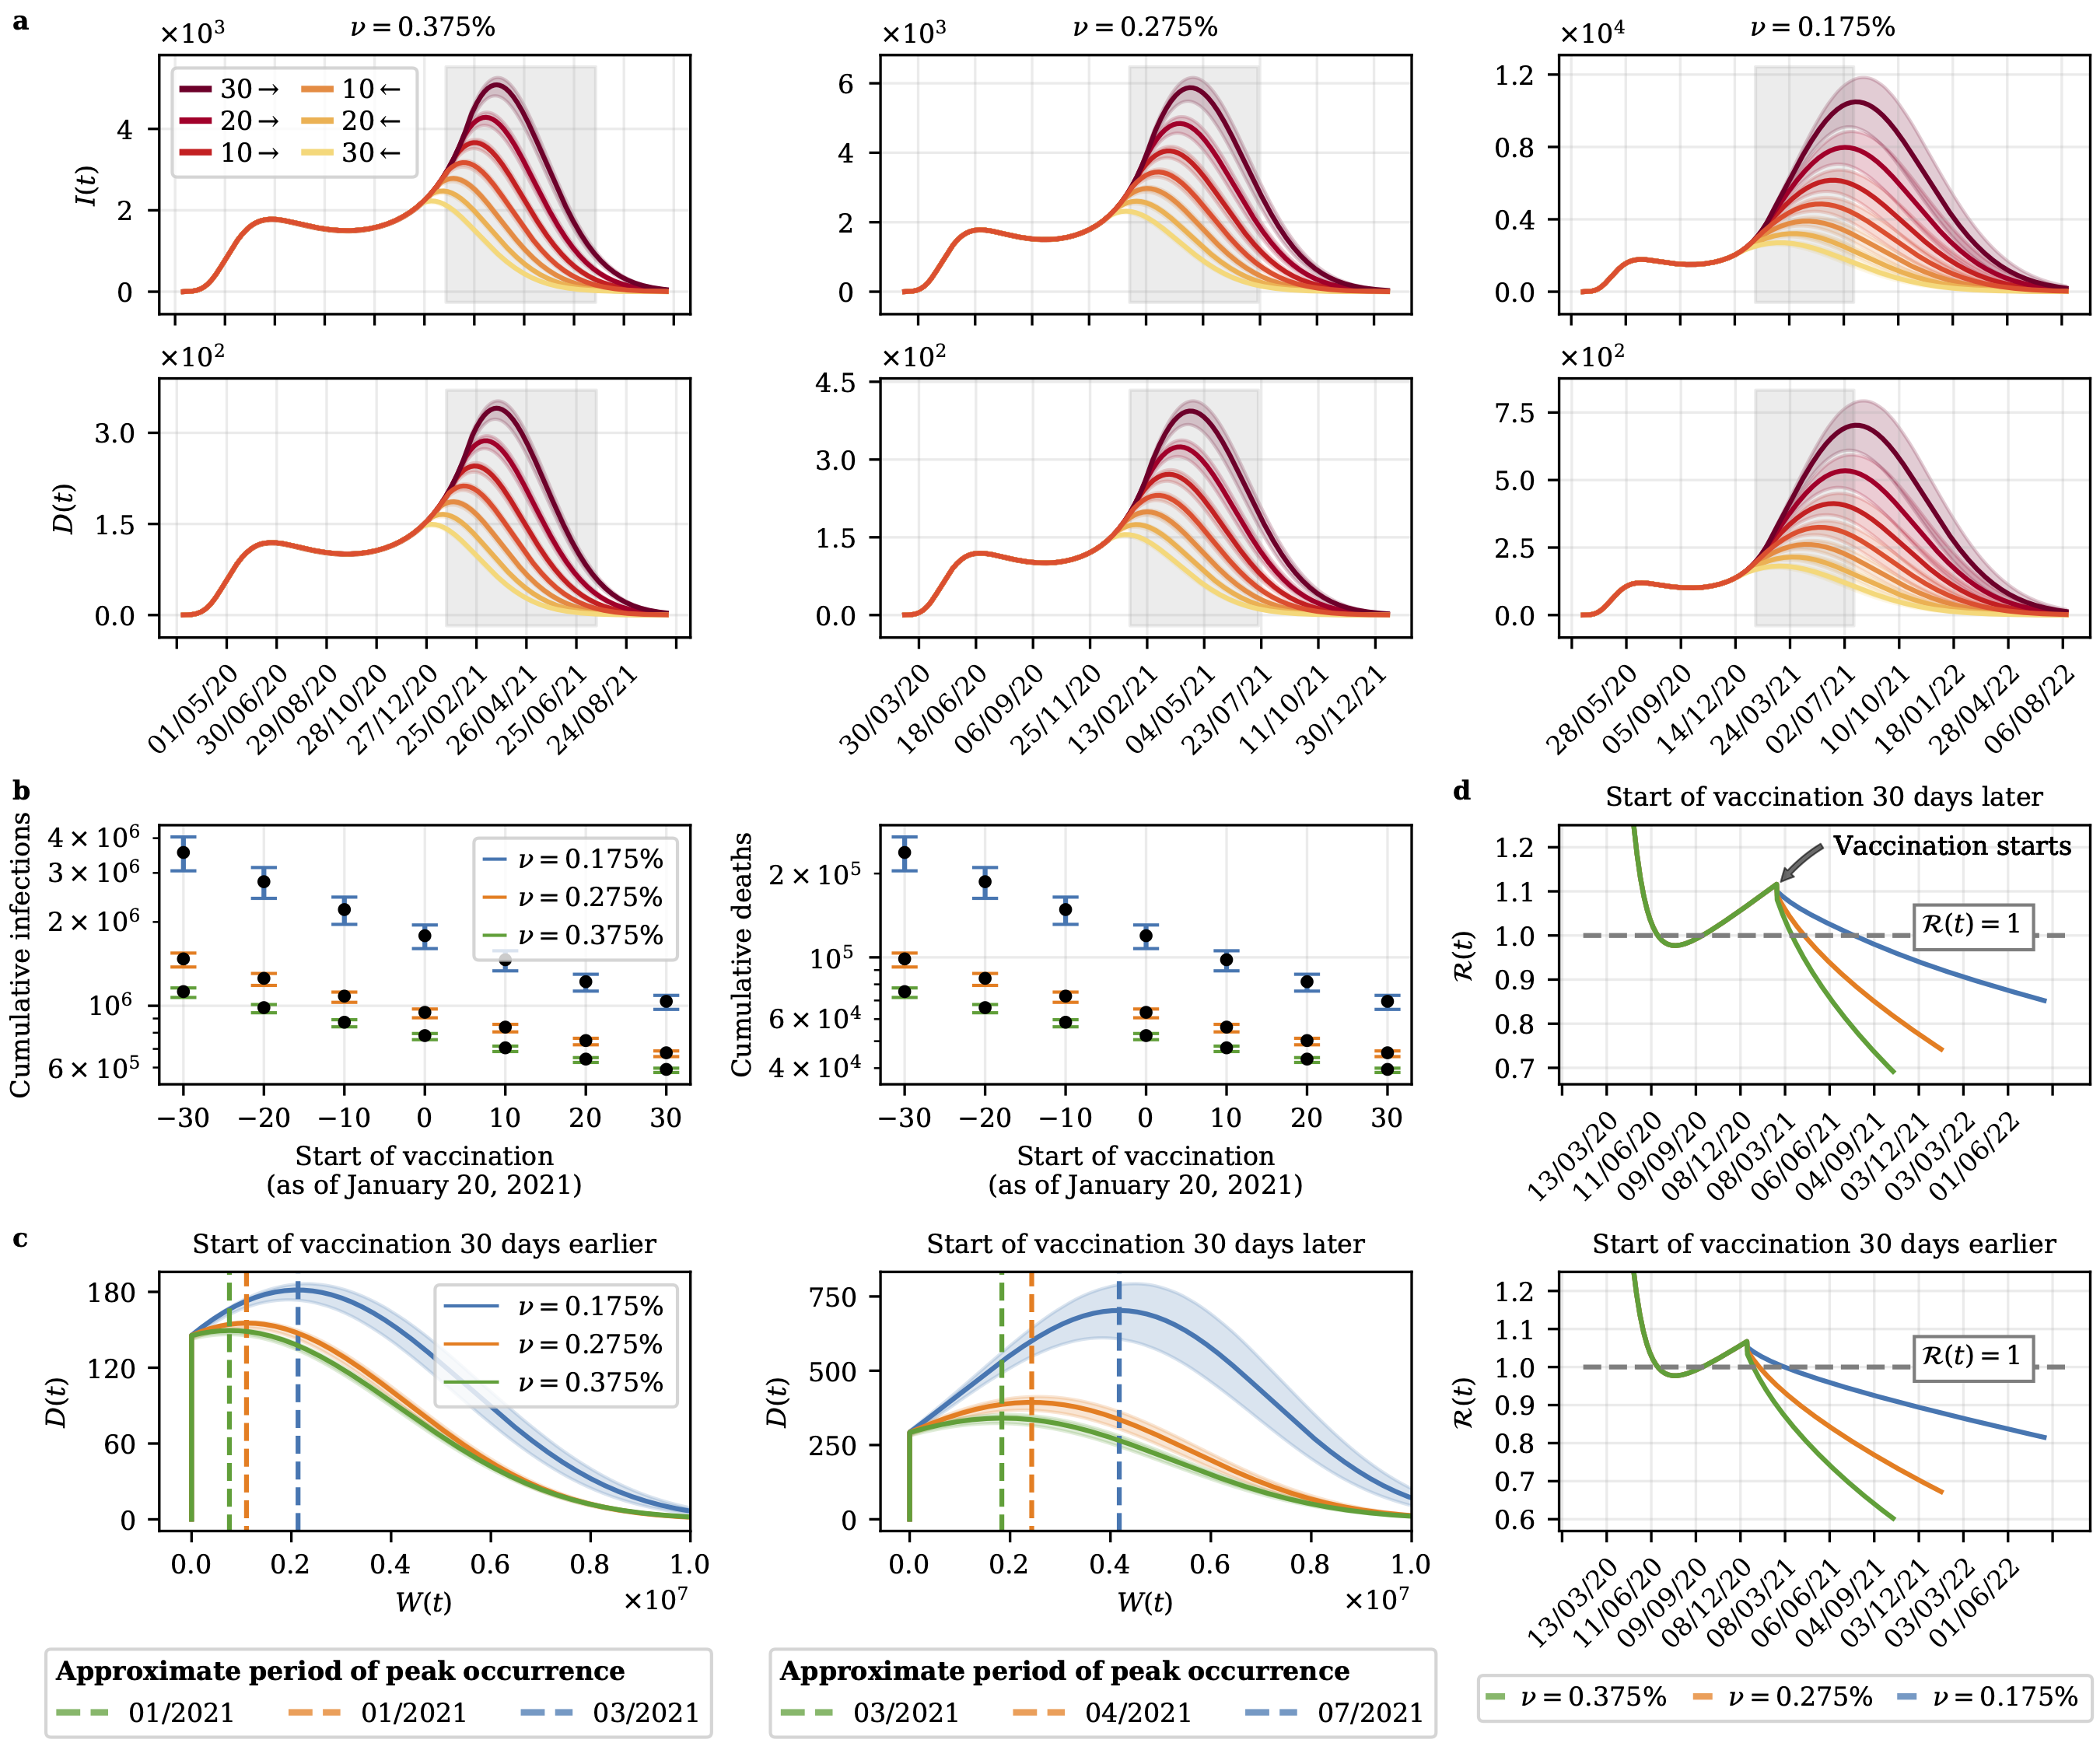 a
ν = 0.375%
ν = 0.275%
ν = 0.175%
×10³
×10³
×10⁴
30 →
10 ←
20 →
20 ←
10 →
30 ←
I(t)
4
2
0
6
4
2
0
1.2
0.8
0.4
0.0
×10²
×10²
×10²
D(t)
3.0
1.5
0.0
4.5
3.0
1.5
0.0
7.5
5.0
2.5
0.0
01/05/20
30/06/20
29/08/20
28/10/20
27/12/20
25/02/21
26/04/21
25/06/21
24/08/21
30/03/20
18/06/20
06/09/20
25/11/20
13/02/21
04/05/21
23/07/21
11/10/21
30/12/21
28/05/20
05/09/20
14/12/20
24/03/21
02/07/21
10/10/21
18/01/22
28/04/22
06/08/22
b
Cumulative infections
4 × 10⁶
3 × 10⁶
2 × 10⁶
10⁶
6 × 10⁵
ν = 0.175%
ν = 0.275%
ν = 0.375%
−30 −20 −10 0 10 20 30
Start of vaccination
(as of January 20, 2021)
Cumulative deaths
2 × 10⁵
10⁵
6 × 10⁴
4 × 10⁴
−30 −20 −10 0 10 20 30
Start of vaccination
(as of January 20, 2021)
d
Start of vaccination 30 days later
Vaccination starts
ℛ(t) = 1
ℛ(t)
1.2
1.1
1.0
0.9
0.8
0.7
13/03/20
11/06/20
09/09/20
08/12/20
08/03/21
06/06/21
04/09/21
03/12/21
03/03/22
01/06/22
c
Start of vaccination 30 days earlier
D(t)
180
120
60
0
ν = 0.175%
ν = 0.275%
ν = 0.375%
0.0 0.2 0.4 0.6 0.8 1.0
W(t)
×10⁷
Start of vaccination 30 days later
D(t)
750
500
250
0
0.0 0.2 0.4 0.6 0.8 1.0
W(t)
×10⁷
Start of vaccination 30 days earlier
ℛ(t) = 1
ℛ(t)
1.2
1.1
1.0
0.9
0.8
0.7
0.6
13/03/20
11/06/20
09/09/20
08/12/20
08/03/21
06/06/21
04/09/21
03/12/21
03/03/22
01/06/22
Approximate period of peak occurrence
01/2021 01/2021 03/2021
Approximate period of peak occurrence
03/2021 04/2021 07/2021
ν = 0.375% ν = 0.275% ν = 0.175%